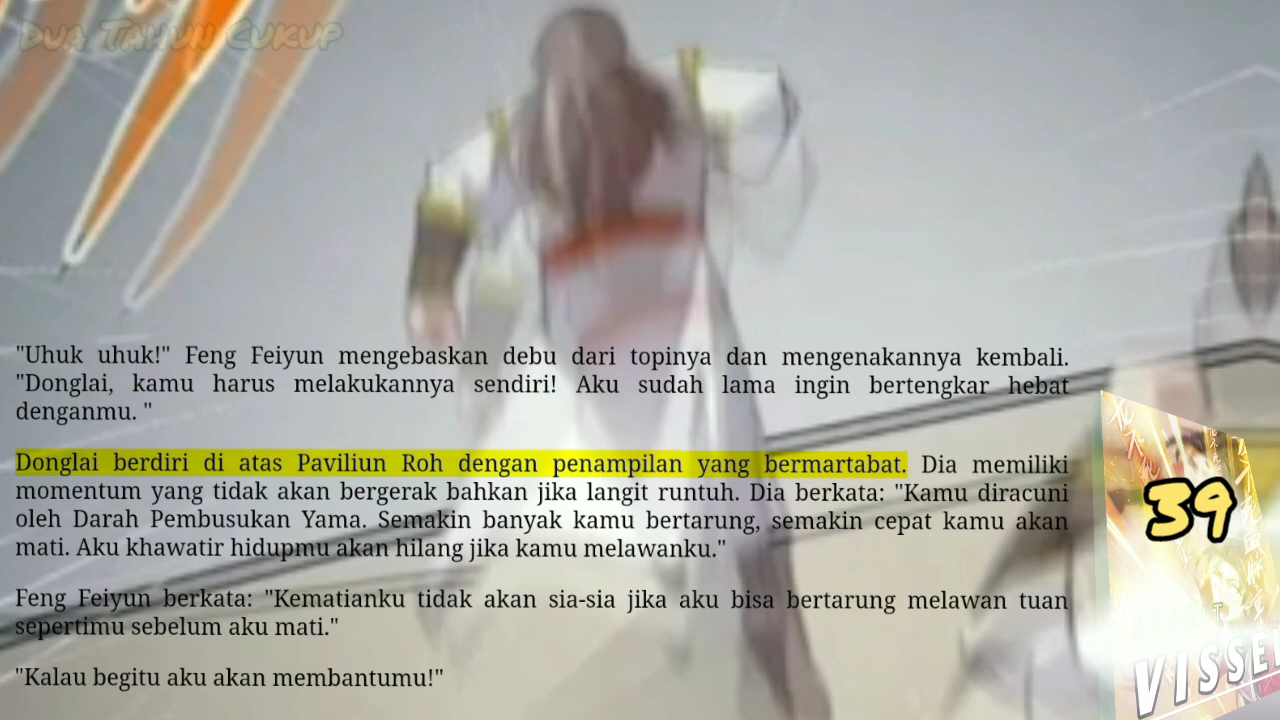 Dua Tahun Cukup
"Uhuk uhuk!" Feng Feiyun mengebaskan debu dari topinya dan mengenakannya kembali.
"Donglai, kamu harus melakukannya sendiri! Aku sudah lama ingin bertengkar hebat
denganmu. "
Donglai berdiri di atas Paviliun Roh dengan penampilan yang bermartabat. Dia memiliki
momentum yang tidak akan bergerak bahkan jika langit runtuh. Dia berkata: "Kamu diracuni
oleh Darah Pembusukan Yama. Semakin banyak kamu bertarung, semakin cepat kamu akan
mati. Aku khawatir hidupmu akan hilang jika kamu melawanku."
Feng Feiyun berkata: "Kematianku tidak akan sia-sia jika aku bisa bertarung melawan tuan
sepertimu sebelum aku mati."
"Kalau begitu aku akan membantumu!"
39
VISSE